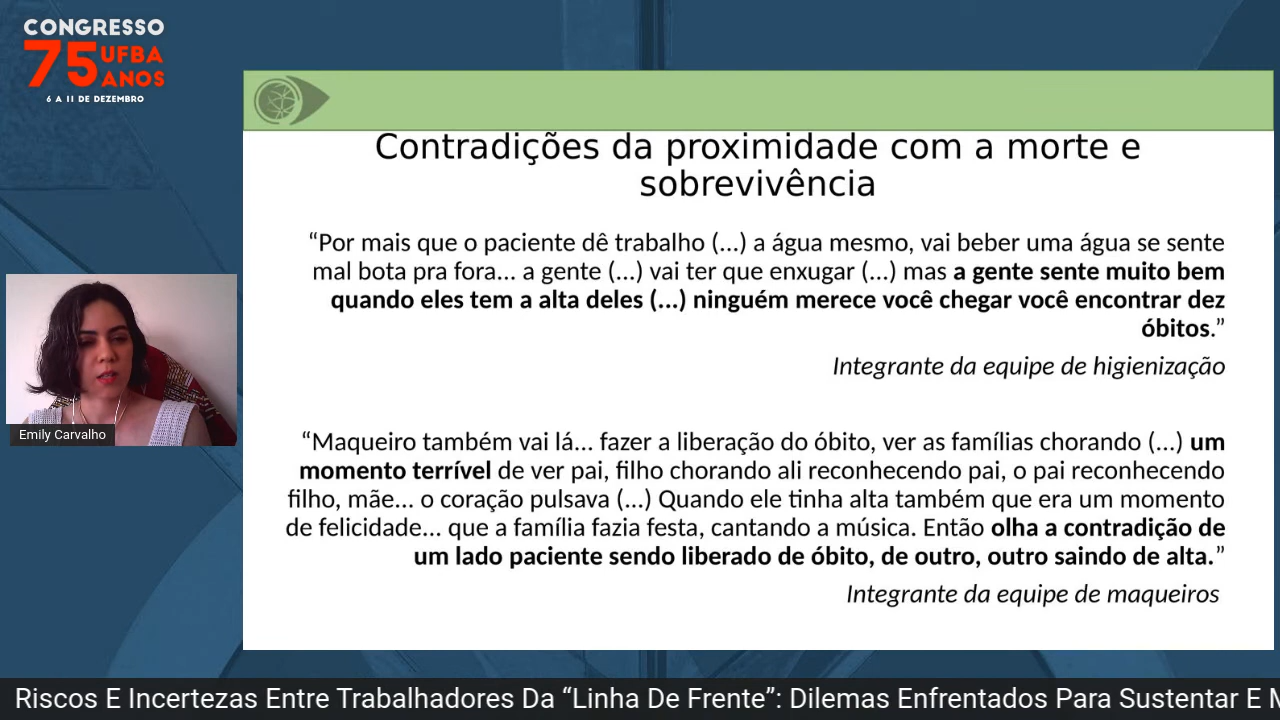 CONGRESSO
75 UFBA
ANOS
6 A 11 DE DEZEMBRO
Contradições da proximidade com a morte e
sobrevivência
“Por mais que o paciente dê trabalho (...) a água mesmo, vai beber uma água se sente
mal bota pra fora... a gente (...) vai ter que enxugar (...) mas a gente sente muito bem
quando eles tem a alta deles (...) ninguém merece você chegar você encontrar dez
óbitos.”
Integrante da equipe de higienização
“Maqueiro também vai lá... fazer a liberação do óbito, ver as famílias chorando (...) um
momento terrível de ver pai, filho chorando ali reconhecendo pai, o pai reconhecendo
filho, mãe... o coração pulsava (...) Quando ele tinha alta também que era um momento
de felicidade... que a família fazia festa, cantando a música. Então olha a contradição de
um lado paciente sendo liberado de óbito, de outro, outro saindo de alta.”
Integrante da equipe de maqueiros
Emily Carvalho
Riscos E Incertezas Entre Trabalhadores Da “Linha De Frente”: Dilemas Enfrentados Para Sustentar E